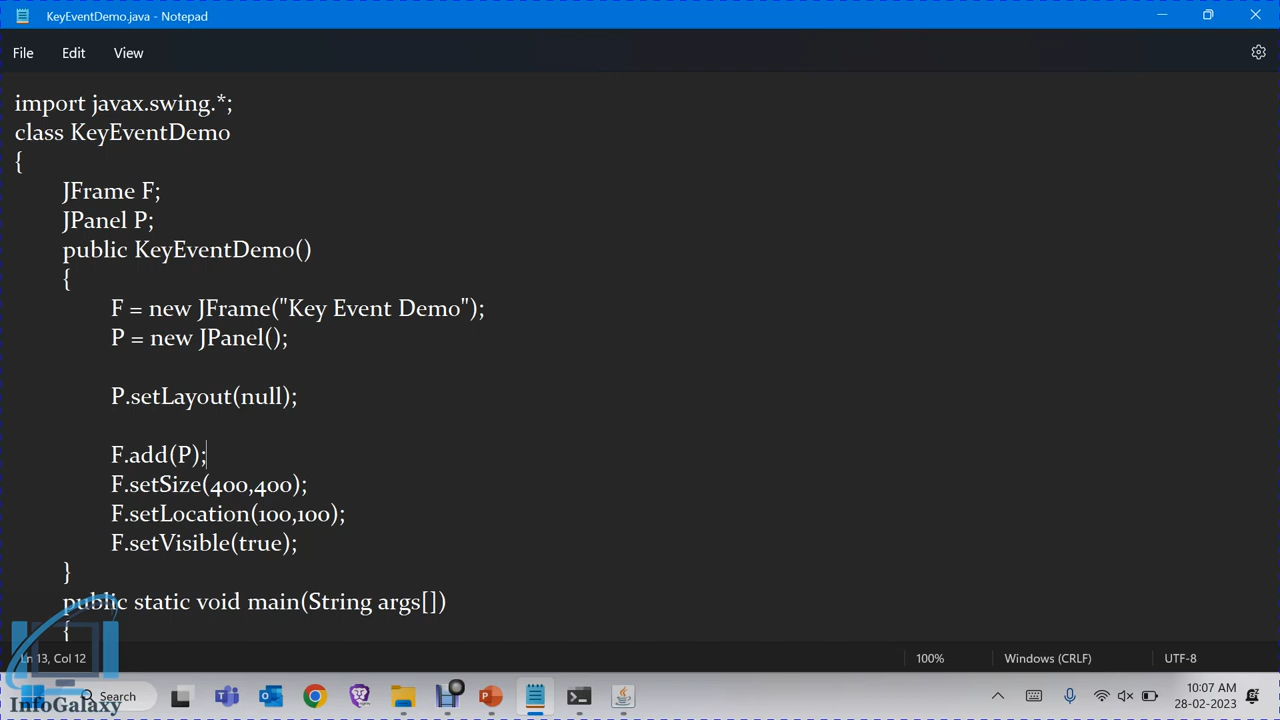 KeyEventDemo.java - Notepad
File Edit View
import javax.swing.*;
class KeyEventDemo
{
JFrame F;
JPanel P;
public KeyEventDemo()
{
F = new JFrame("Key Event Demo");
P = new JPanel();
P.setLayout(null);
F.add(P);
F.setSize(400,400);
F.setLocation(100,100);
F.setVisible(true);
}
public static void main(String args[])
{
Ln 13, Col 12 100% Windows (CRLF) UTF-8
Search 10:07 AM
InfoGalaxy 28-02-2023